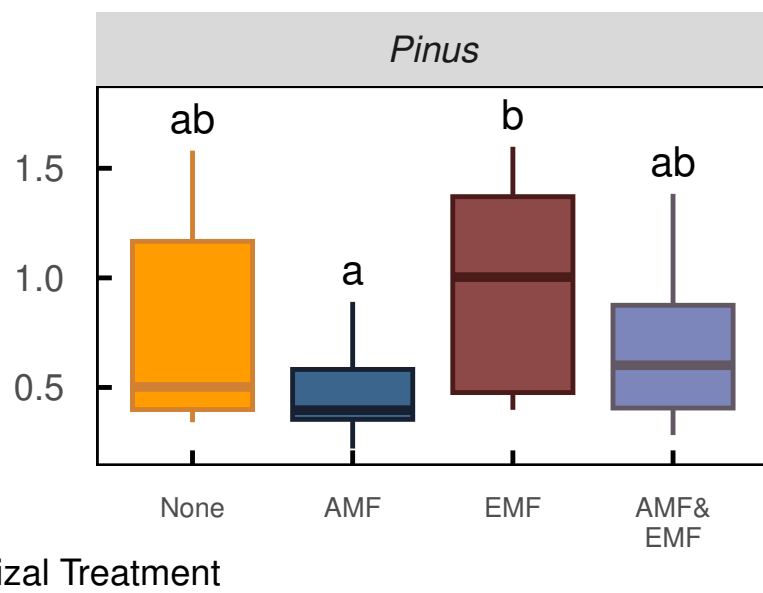 Pinus
ab
b
ab
a
1.5
1.0
0.5
None
AMF
EMF
AMF&
EMF
izal Treatment